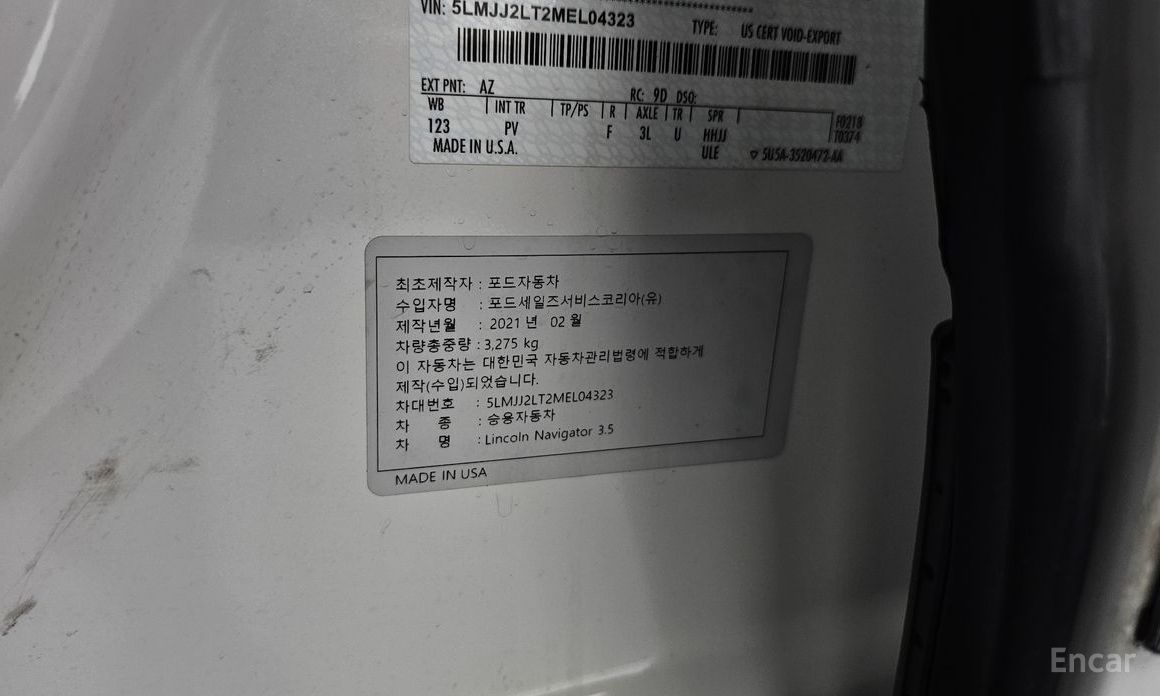 VIN: 5LMJJ2LT2MEL04323
TYPE: US CERT VOID-EXPORT
EXT PNT: AZ RC: 9D DSO:
WB | INT TR | TP/PS | R | AXLE | TR | SPR
123 PV F 3L U HHJJ F0218
T0374
MADE IN U.S.A. ULE ▽ 5U5A-3520472-AA
최초제작자 : 포드자동차
수입자명 : 포드세일즈서비스코리아(유)
제작년월 : 2021 년 02 월
차량총중량 : 3,275 kg
이 자동차는 대한민국 자동차관리법령에 적합하게
제작(수입)되었습니다.
차대번호 : 5LMJJ2LT2MEL04323
차 종 : 승용자동차
차 명 : Lincoln Navigator 3.5
MADE IN USA
Encar